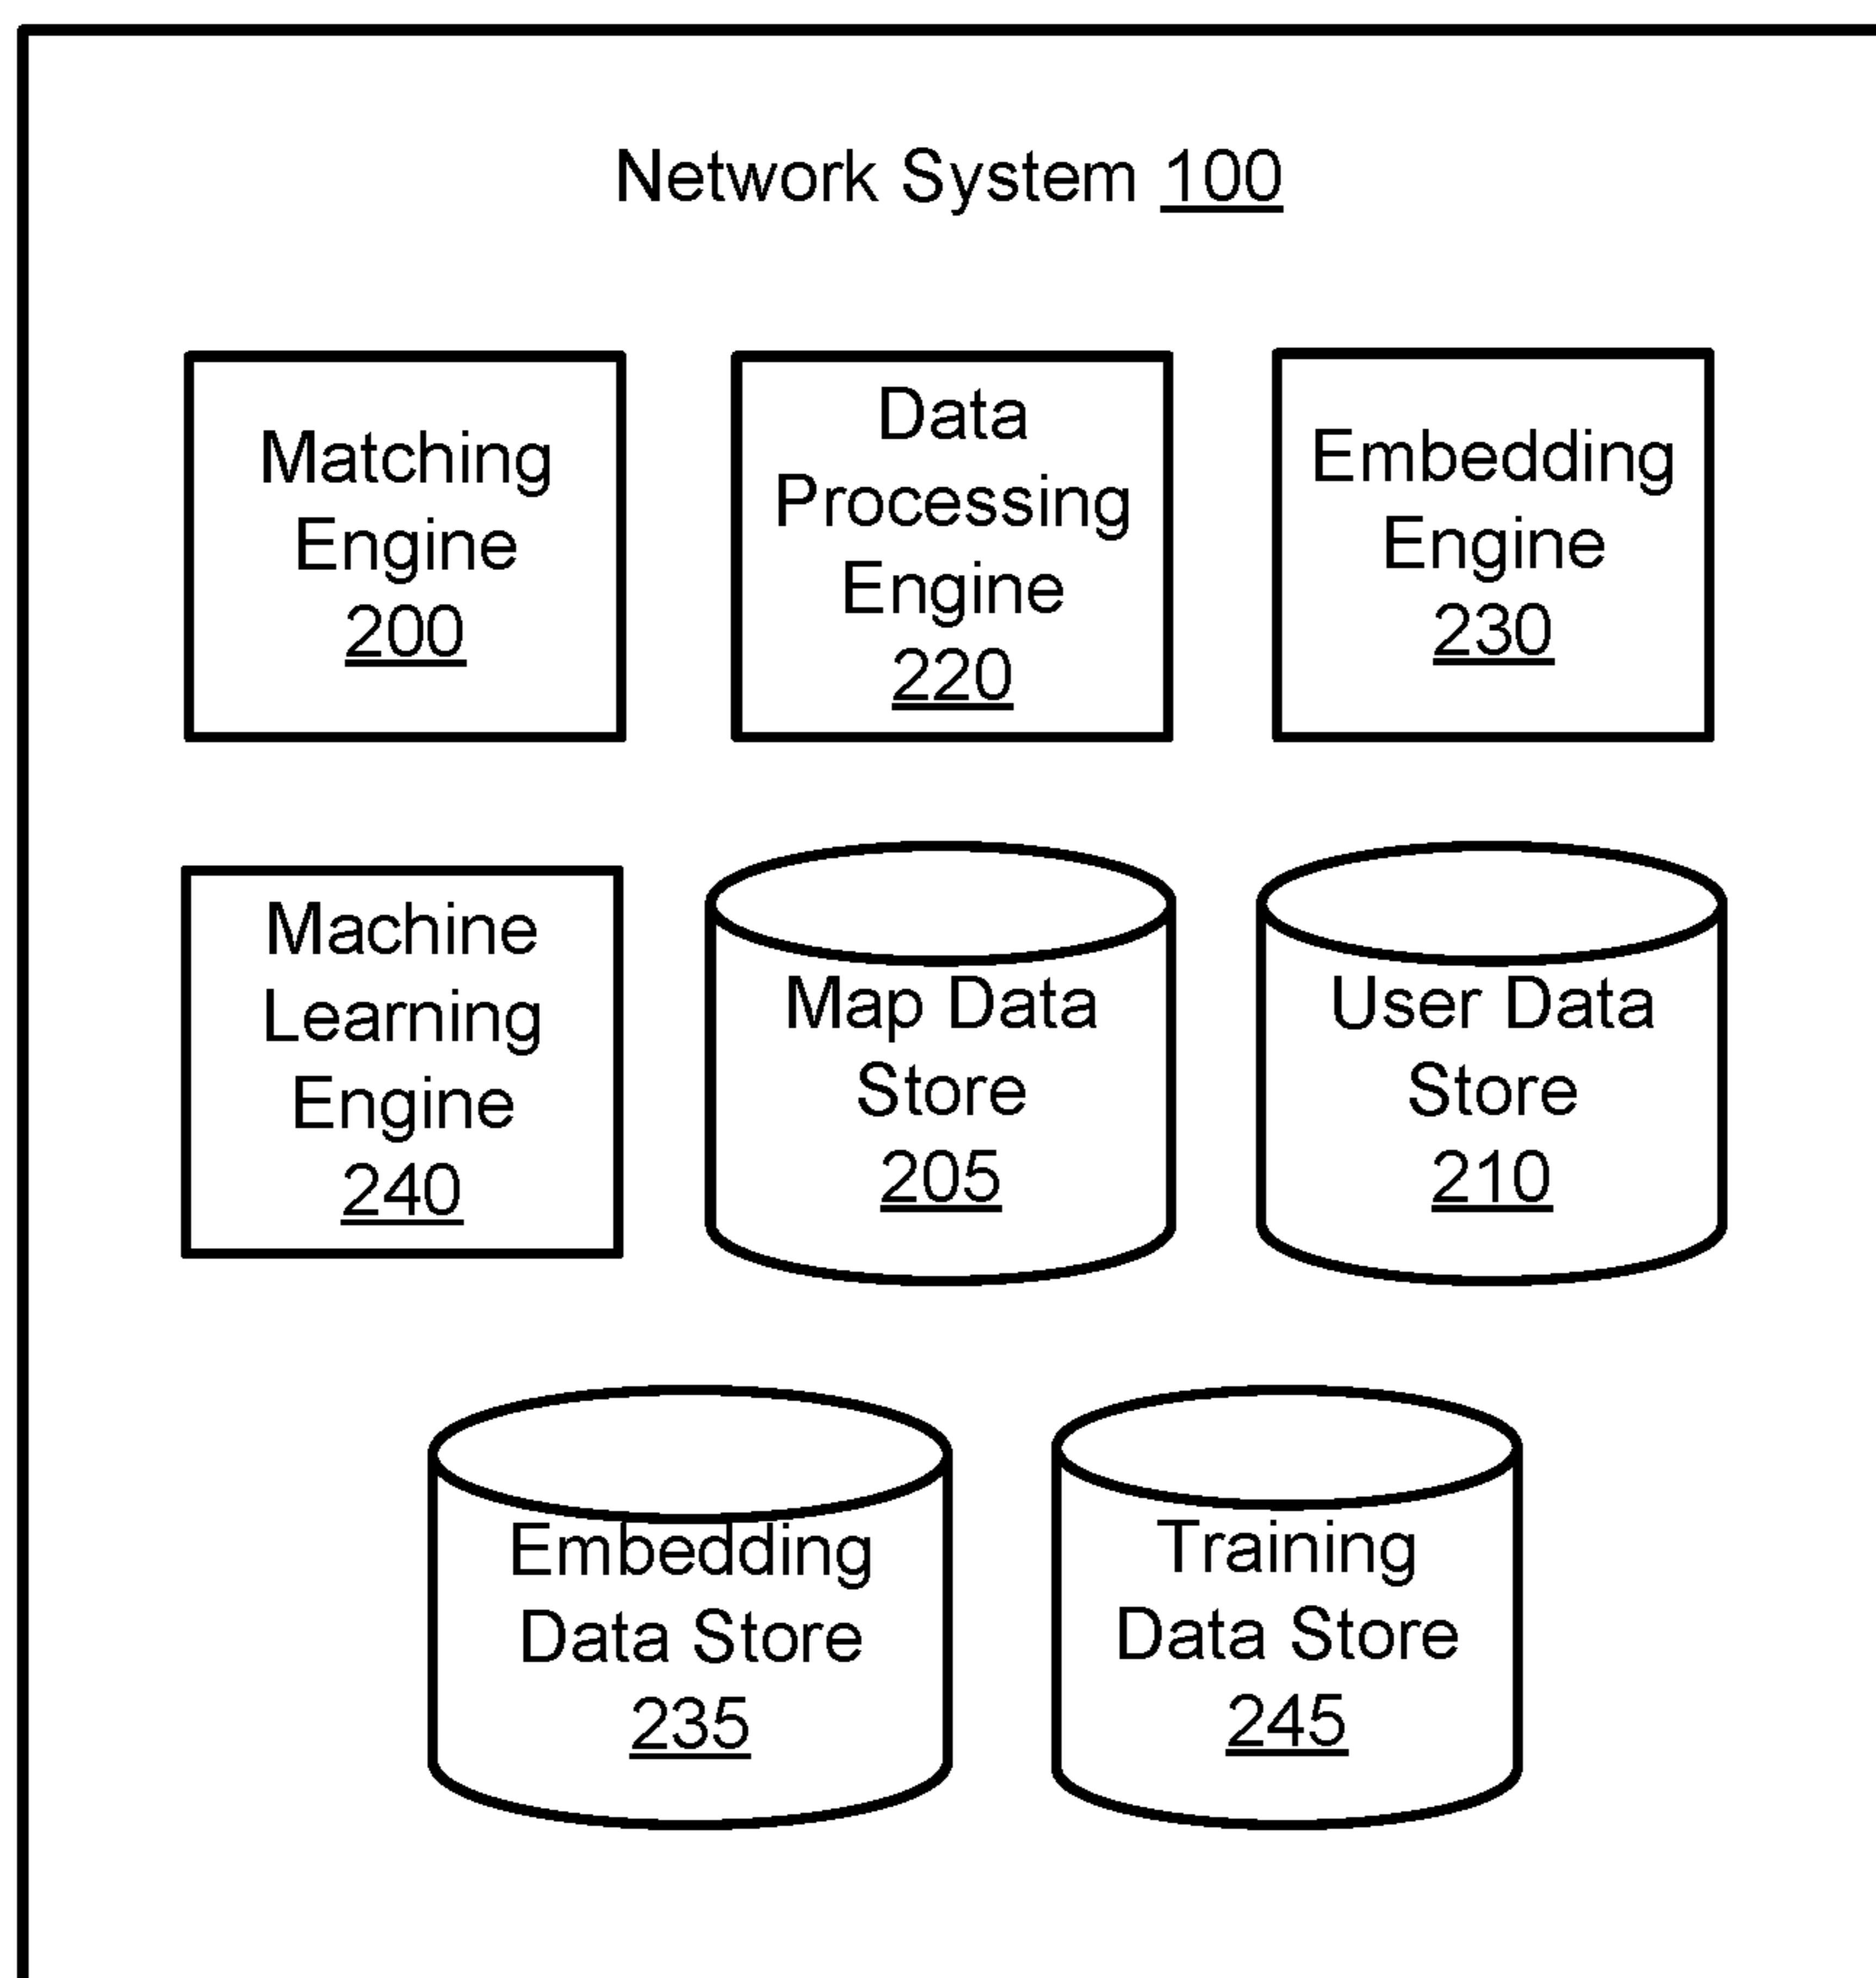 Network System 100
Matching
Engine
200
Data
Processing
Engine
220
Embedding
Engine
230
Machine
Learning
Engine
240
Map Data
Store
205
User Data
Store
210
Embedding
Data Store
235
Training
Data Store
245